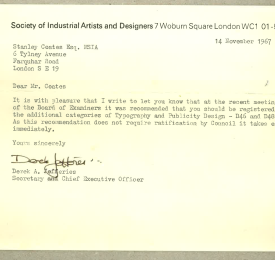 Society of Industrial Artists and Designers 7 Woburn Square London WC1 01-
14 November 1967
Stanley Coates Esq. MSIA
6 Tylney Avenue
Farquhar Road
London S E 19
Dear Mr. Coates
It is with pleasure that I write to let you know that at the recent meeting
of the Board of Examiners it was recommended that you should be registered
the additional categories of Typography and Publicity Design - D46 and D48
As this recommendation does not require ratification by Council it takes e
immediately.
Yours sincerely
Derek Jefferies
Derek A. Jefferies
Secretary and Chief Executive Officer